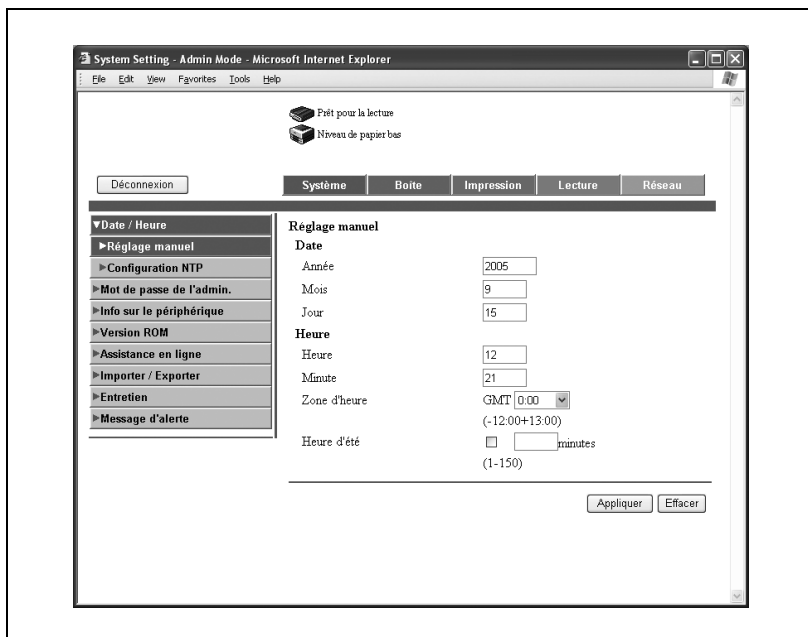 System Setting - Admin Mode - Microsoft Internet Explorer
File Edit View Favorites Tools Help
Prêt pour la lecture
Niveau de papier bas
Déconnexion
Système Boîte Impression Lecture Réseau
Date / Heure
Réglage manuel
Configuration NTP
Mot de passe de l'admin.
Info sur le périphérique
Version ROM
Assistance en ligne
Importer / Exporter
Entretien
Message d'alerte
Réglage manuel
Date
Année 2005
Mois 9
Jour 15
Heure
Heure 12
Minute 21
Zone d'heure GMT 0:00
(-12:00+13:00)
Heure d'été minutes
(1-150)
Appliquer Effacer